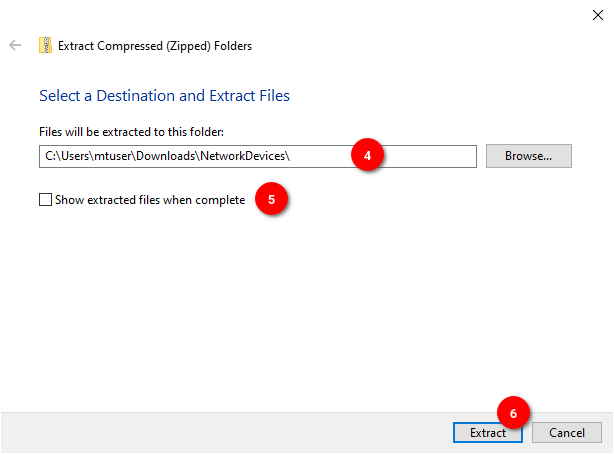 Extract Compressed (Zipped) Folders
Select a Destination and Extract Files
Files will be extracted to this folder:
C:\Users\mtuser\Downloads\NetworkDevices\
4
Browse...
Show extracted files when complete
5
6
Extract
Cancel